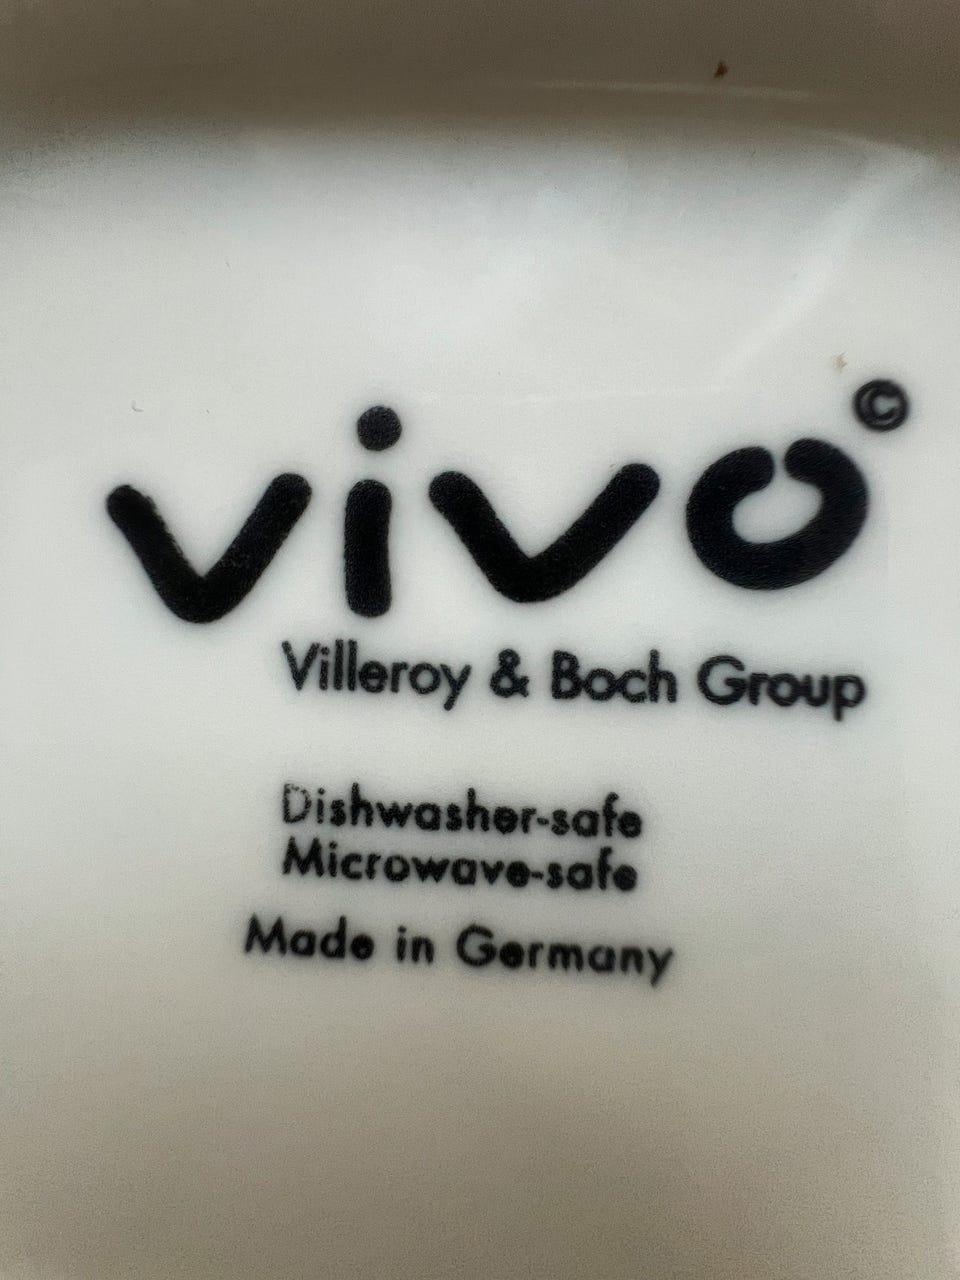 vivo©
Villeroy & Boch Group
Dishwasher-safe
Microwave-safe
Made in Germany